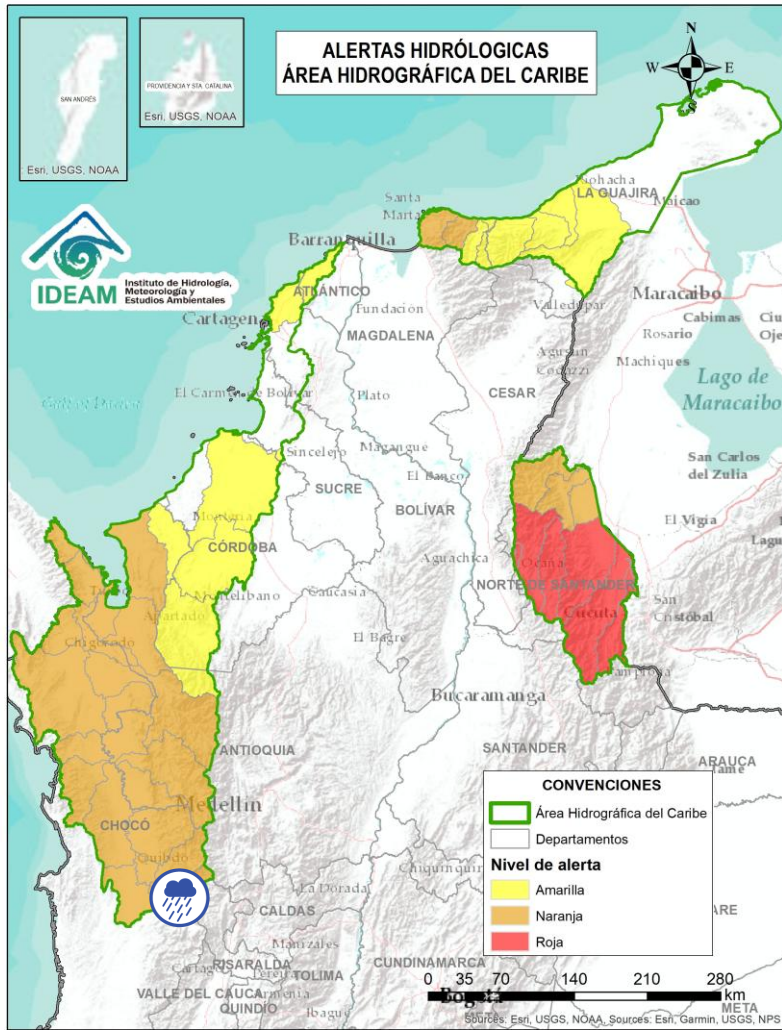 ALERTAS HIDRÓLOGICAS
ÁREA HIDROGRÁFICA DEL CARIBE
N
W
E
S
SAN ANDRÉS
Esri, USGS, NOAA
PROVIDENCIA Y STA. CATALINA
Esri, USGS, NOAA
IDEAM
Instituto de Hidrología,
Meteorología y
Estudios Ambientales
Riohacha
LA GUAJIRA
Maicao
Santa
Marta
Barranquilla
ATLÁNTICO
Cartagena
Fundación
MAGDALENA
Valledupar
Maracaibo
Cabimas
Rosario
Machiques
Lago de
Maracaibo
Agustín
Codazzi
CESAR
El Carmen de Bolívar
Plato
Sincelejo
Magangue
El Banco
SUCRE
BOLÍVAR
San Carlos
del Zulia
El Vigía
Montería
CÓRDOBA
Montelíbano
Caucasia
Aguachica
Ocaña
NORTE DE SANTANDER
Cúcuta
San
Cristóbal
Apartadó
Chigorodó
El Bagre
Pamplona
Bucaramanga
SANTANDER
ANTIOQUIA
Medellín
ARAUCA
CHOCÓ
Quibdó
La Dorada
CALDAS
Manizales
RISARALDA
Pereira
TOLIMA
CUNDINAMARCA
VALLE DEL CAUCA
Armenia
QUINDÍO
Ibague
Bogotá
META
META
CONVENCIONES
Área Hidrográfica del Caribe
Departamentos
Nivel de alerta
Amarilla
Naranja
Roja
0 35 70 140 210 280
km
Sources: Esri, USGS, NOAA, Sources: Esri, Garmin, USGS, NPS